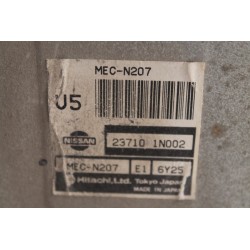 MEC-N207
U5
NISSAN
23710 1N002
MEC-N207 E1 6Y25
Hitachi, Ltd. Tokyo Japan
MADE IN JAPAN